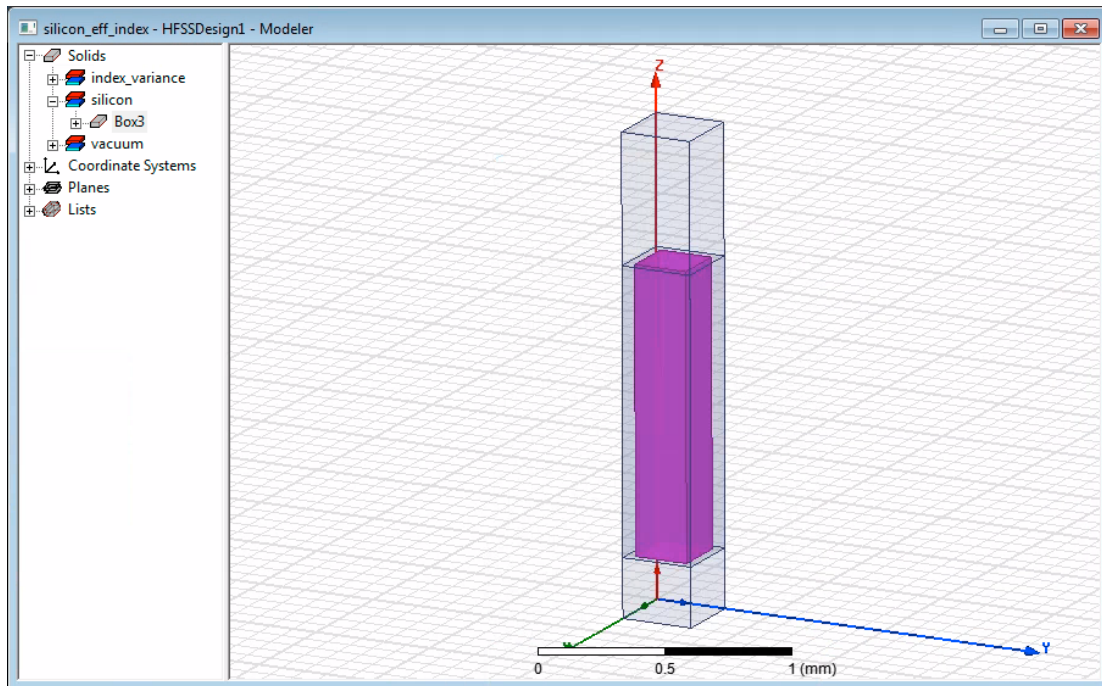 silicon_eff_index - HFSSDesign1 - Modeler
Solids
index_variance
silicon
Box3
vacuum
Coordinate Systems
Planes
Lists
Z
Y
0 0.5 1 (mm)